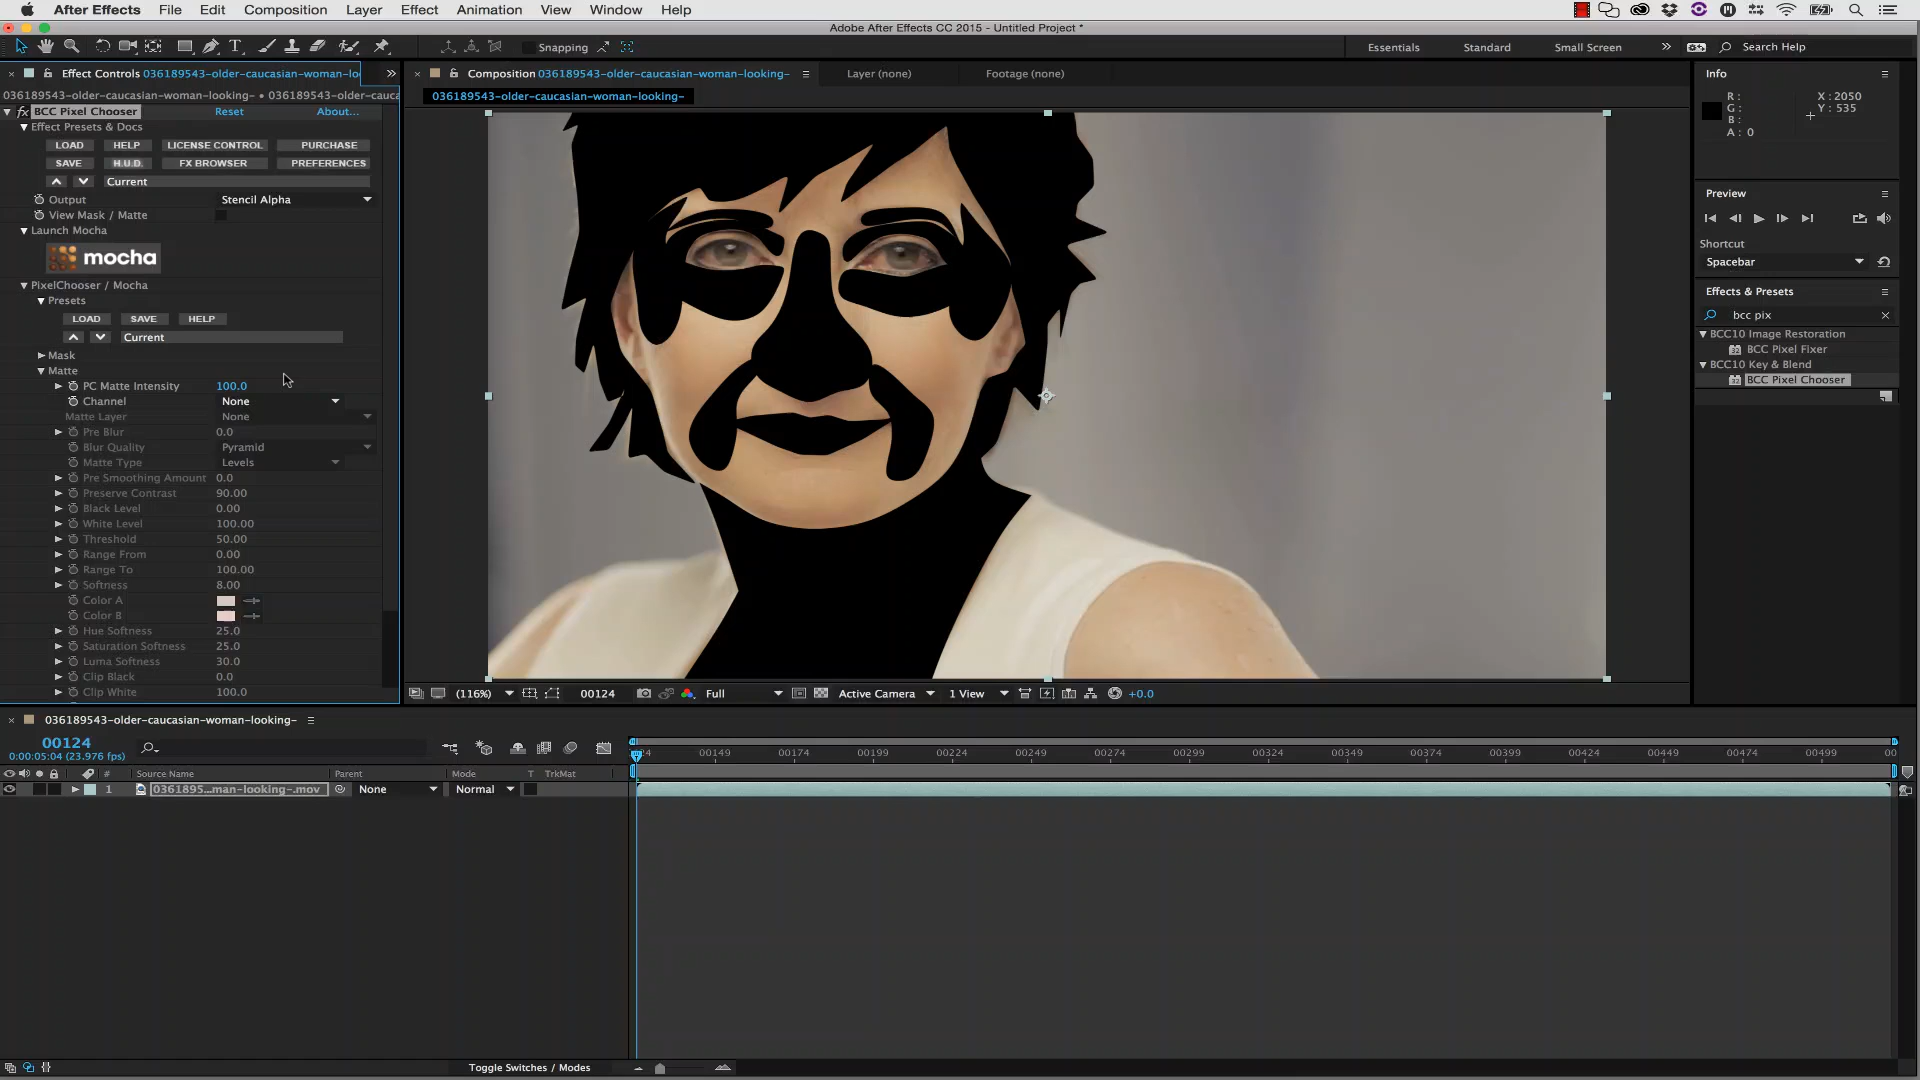 After Effects File Edit Composition Layer Effect Animation View Window Help
Adobe After Effects CC 2015 - Untitled Project *
Snapping
Essentials Standard Small Screen Search Help
Effect Controls 036189543-older-caucasian-woman-lo
Composition 036189543-older-caucasian-woman-looking-
Layer (none)
Footage (none)
036189543-older-caucasian-woman-looking- • 036189543-older-cauca
036189543-older-caucasian-woman-looking-
fx BCC Pixel Chooser Reset About...
Effect Presets & Docs
LOAD HELP LICENSE CONTROL PURCHASE
SAVE H.U.D. FX BROWSER PREFERENCES
Current
Output Stencil Alpha
View Mask / Matte
Launch Mocha
mocha
PixelChooser / Mocha
Presets
LOAD SAVE HELP
Current
Mask
Matte
PC Matte Intensity 100.0
Channel None
Matte Layer None
Pre Blur 0.0
Blur Quality Pyramid
Matte Type Levels
Pre Smoothing Amount 0.0
Preserve Contrast 90.00
Black Level 0.00
White Level 100.00
Threshold 50.00
Range From 0.00
Range To 100.00
Softness 8.00
Color A
Color B
Hue Softness 25.0
Saturation Softness 25.0
Luma Softness 30.0
Clip Black 0.0
Clip White 100.0
(116%) 00124 Full Active Camera 1 View +0.0
Info
R : X : 2050
G : Y : 535
B :
A : 0
Preview
Shortcut
Spacebar
Effects & Presets
bcc pix
BCC10 Image Restoration
BCC Pixel Fixer
BCC10 Key & Blend
BCC Pixel Chooser
036189543-older-caucasian-woman-looking-
00124
0:00:05:04 (23.976 fps)
24 00149 00174 00199 00224 00249 00274 00299 00324 00349 00374 00399 00424 00449 00474 00499 00
# Source Name Parent Mode T TrkMat
1 0361895...man-looking-.mov None Normal
Toggle Switches / Modes